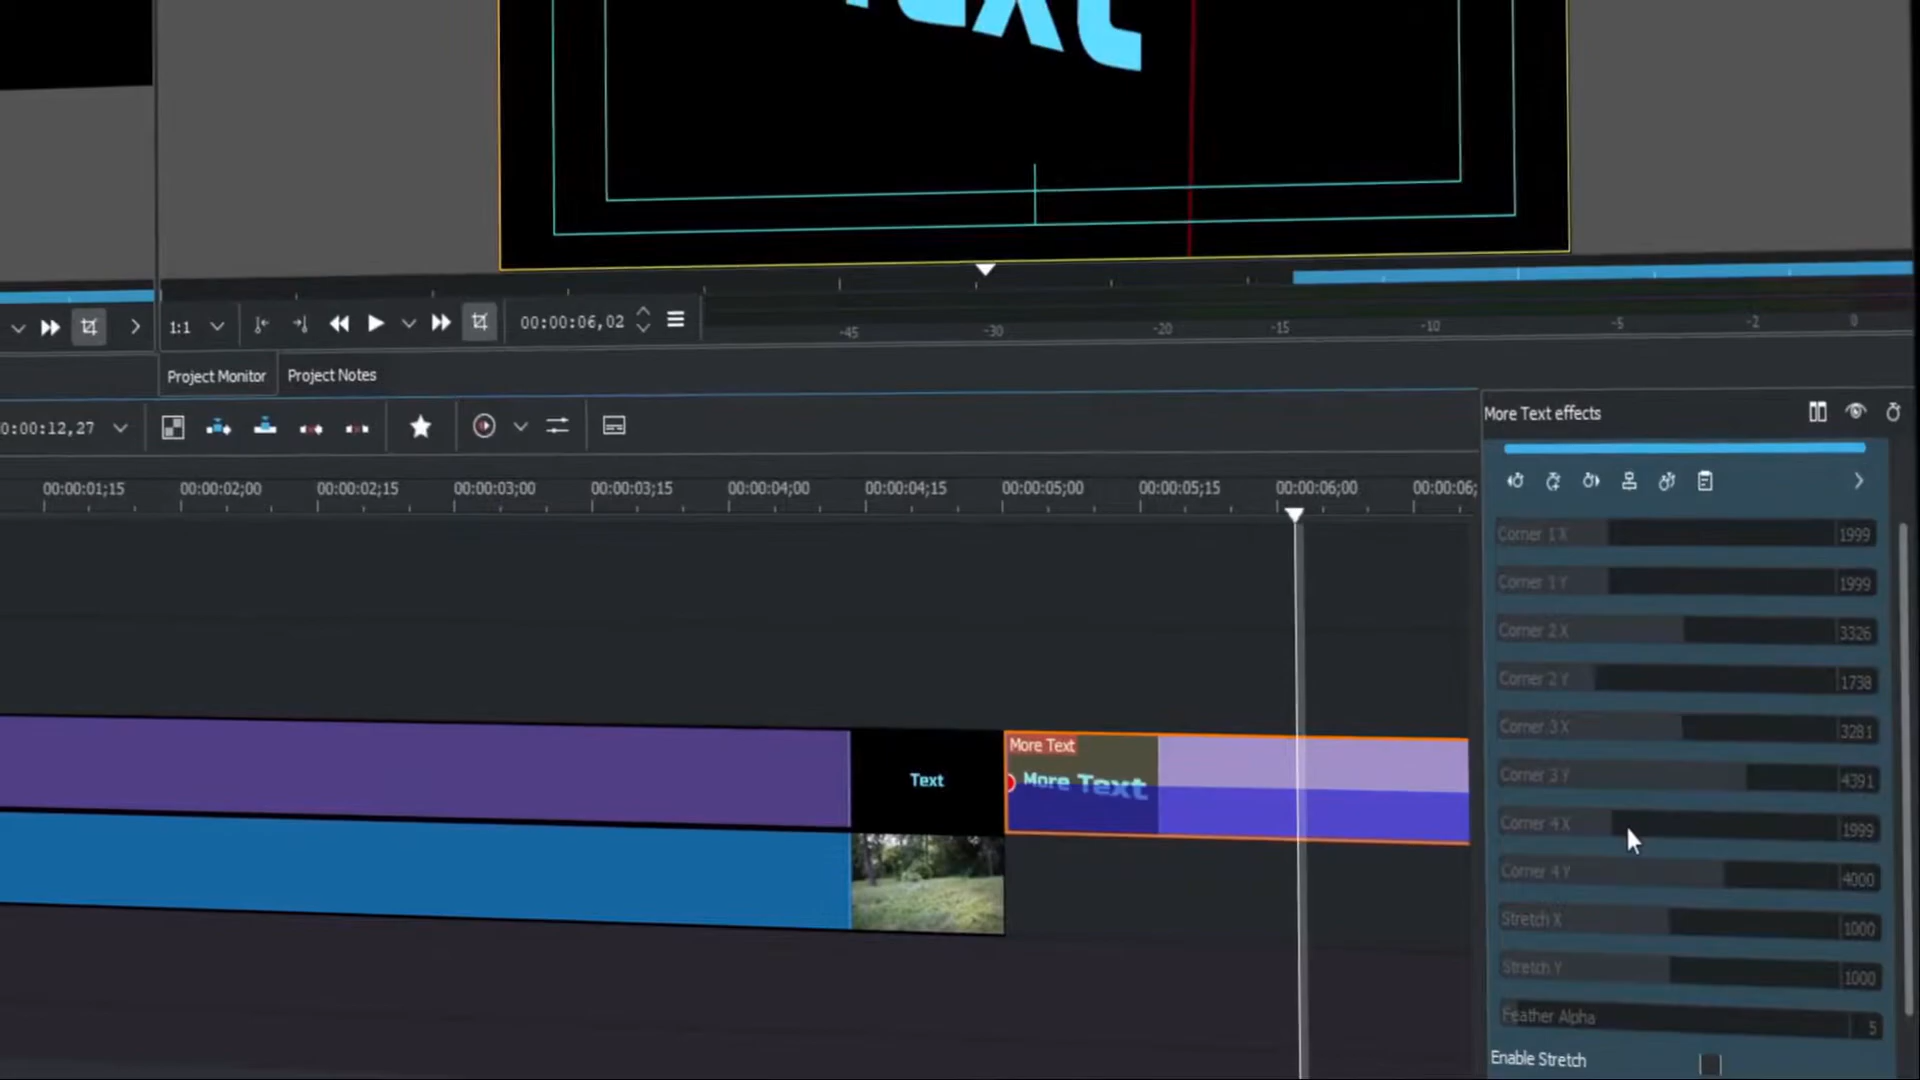 Text
1:1
00:00:06,02
-45
-30
-20
-15
-10
-5
-2
0
Project Monitor
Project Notes
0:00:12,27
More Text effects
00:00:01;15
00:00:02;00
00:00:02;15
00:00:03;00
00:00:03;15
00:00:04;00
00:00:04;15
00:00:05;00
00:00:05;15
00:00:06;00
00:00:06;
Corner 1 X 1999
Corner 1 Y 1999
Corner 2 X 3326
Corner 2 Y 1738
Corner 3 X 3281
Corner 3 Y 4391
Corner 4 X 1999
Corner 4 Y 4000
Stretch X 1000
Stretch Y 1000
Feather Alpha 5
Enable Stretch
Text
More Text
More Text